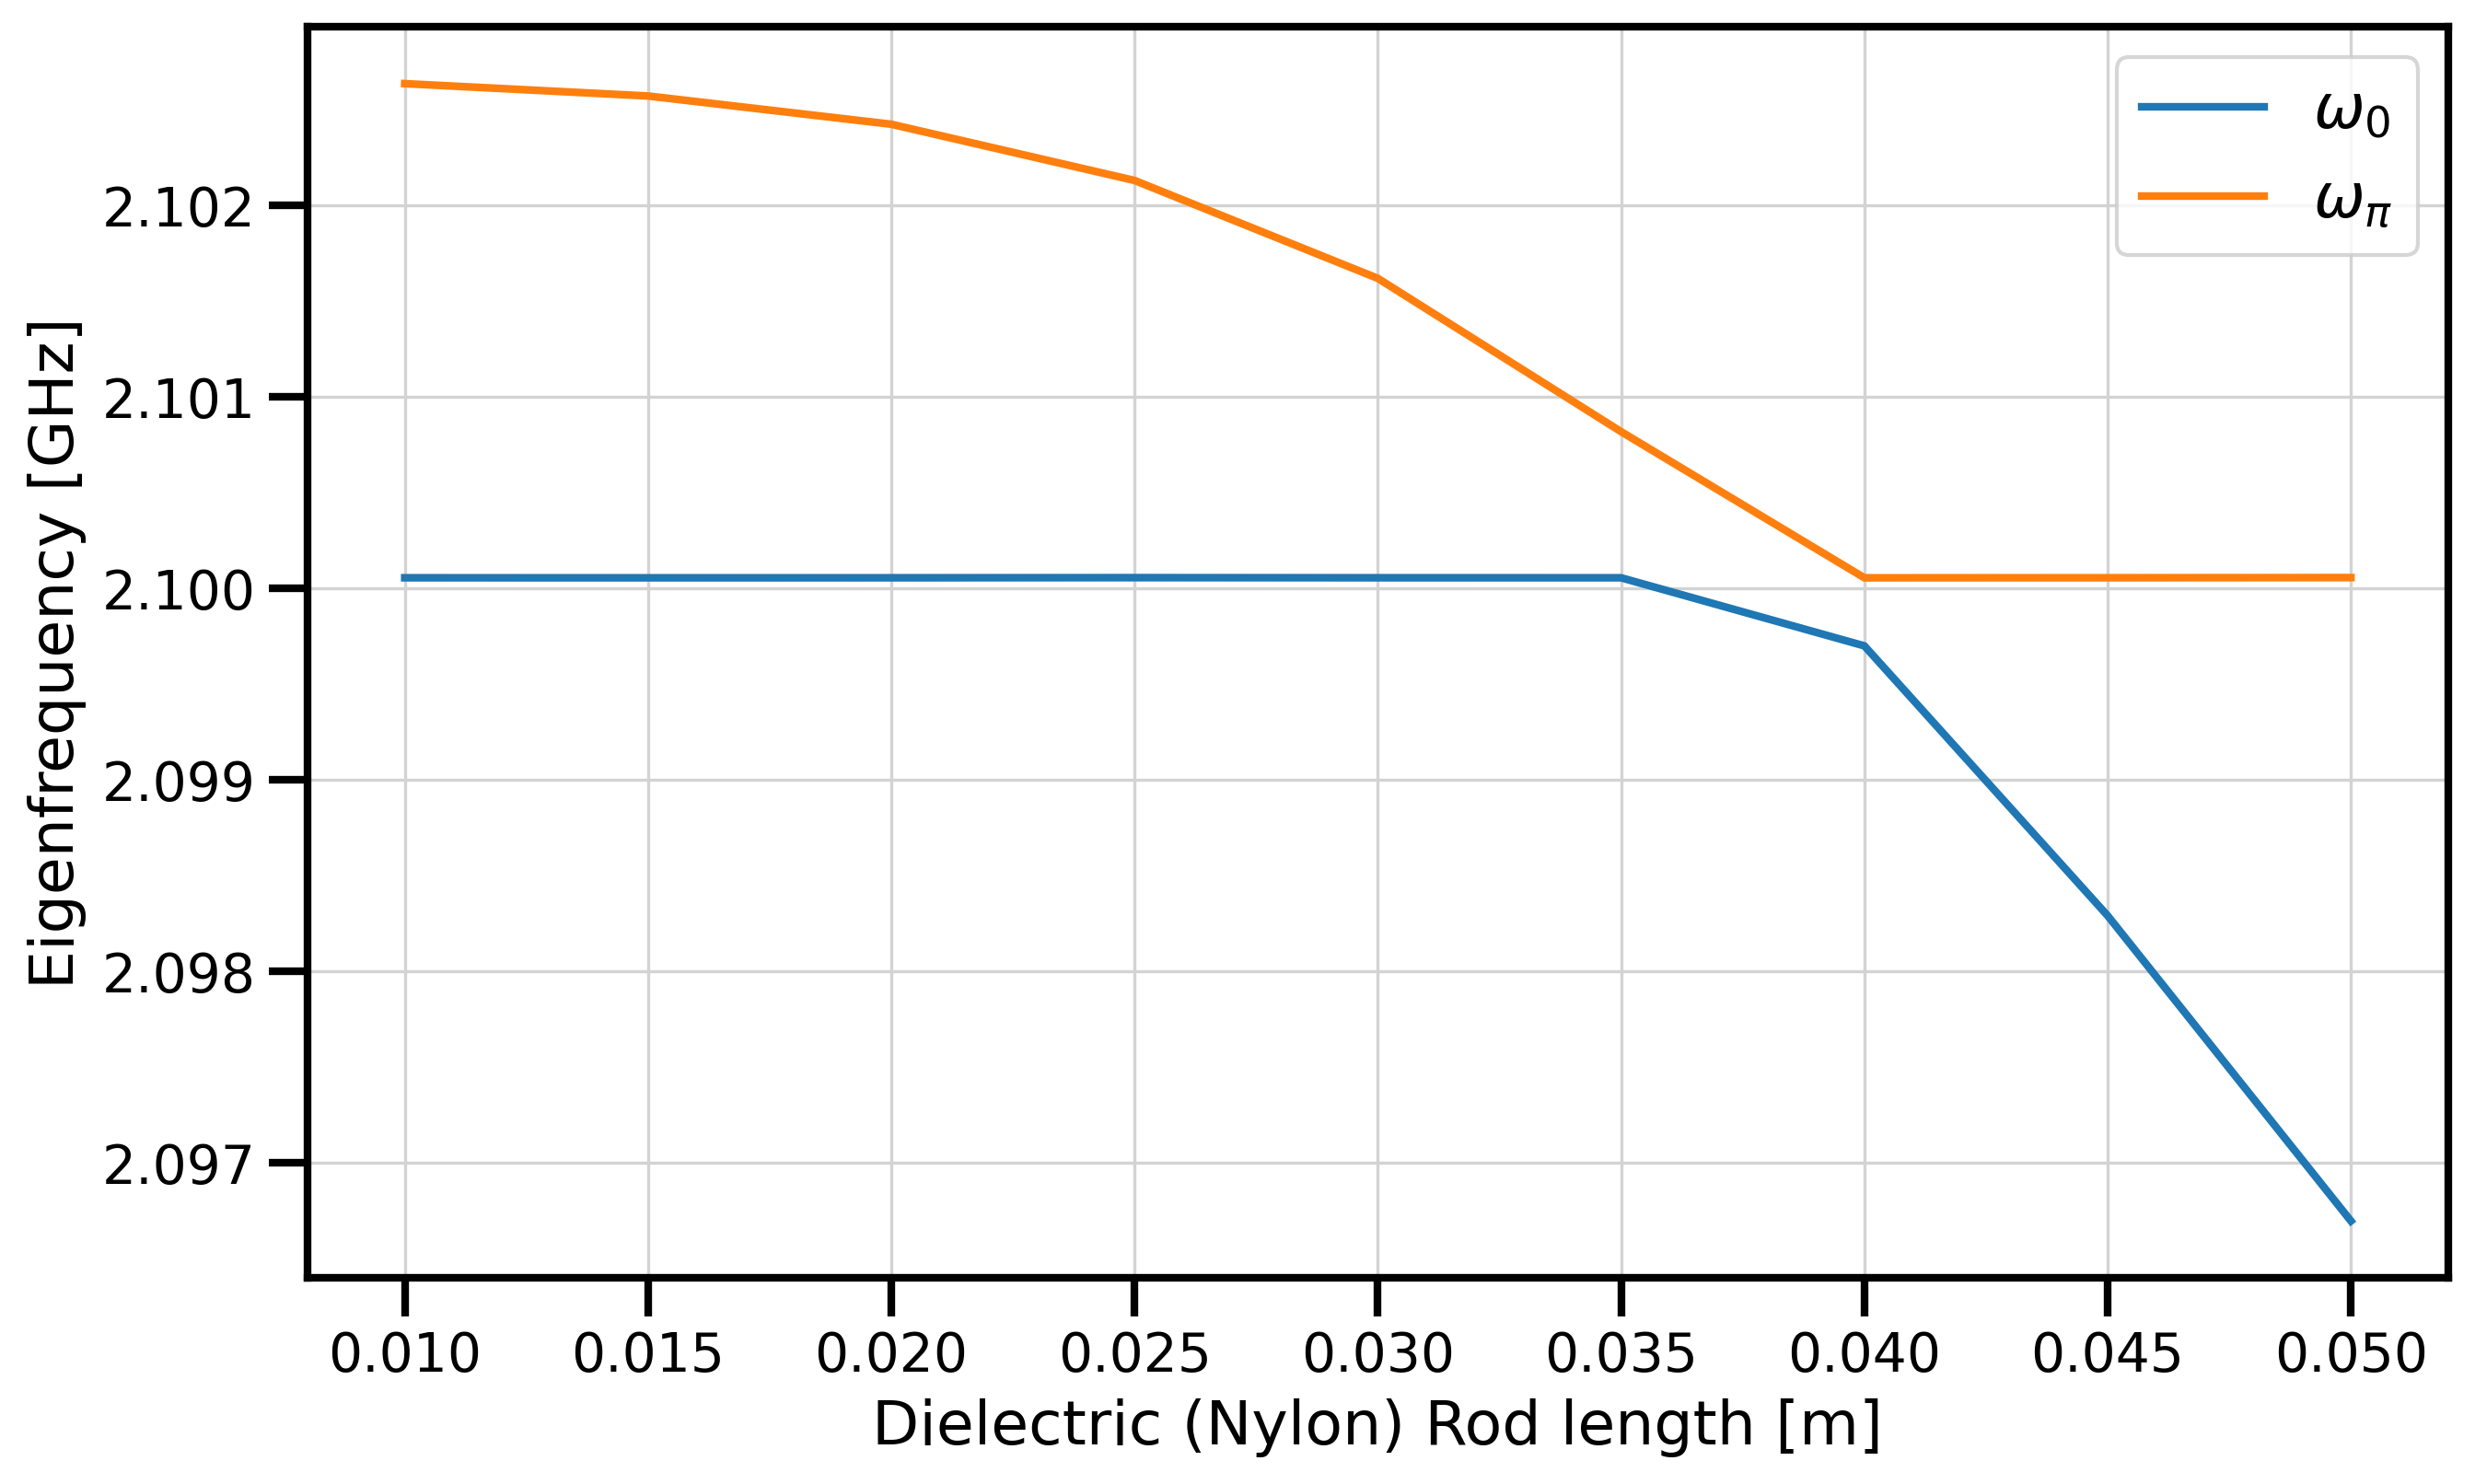 Eigenfrequency [GHz]
2.102
2.101
2.100
2.099
2.098
2.097
ω₀
ω_π
0.010 0.015 0.020 0.025 0.030 0.035 0.040 0.045 0.050
Dielectric (Nylon) Rod length [m]